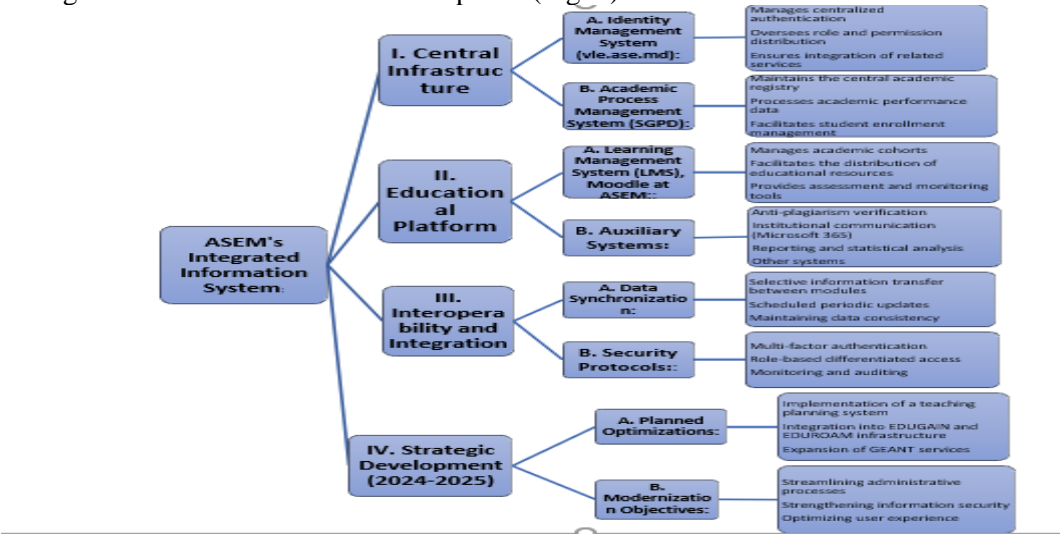 ASEM's
Integrated
Information
System:
I. Central
Infrastruc
ture
A. Identity
Management
System
(vle.ase.md):
Manages centralized
authentication
Oversees role and permission
distribution
Ensures integration of related
services
B. Academic
Process
Management
System (SGPD):
Maintains the central academic
registry
Processes academic performance
data
Facilitates student enrollment
management
II.
Education
al
Platform
A. Learning
Management
System (LMS),
Moodle at
ASEM::
Manages academic cohorts
Facilitates the distribution of
educational resources
Provides assessment and monitoring
tools
B. Auxiliary
Systems:
Anti-plagiarism verification
Institutional communication
(Microsoft 365)
Reporting and statistical analysis
Other systems
III.
Interopera
bility and
Integration
A. Data
Synchronizatio
n:
Selective information transfer
between modules
Scheduled periodic updates
Maintaining data consistency
B. Security
Protocols::
Multi-factor authentication
Role-based differentiated access
Monitoring and auditing
IV. Strategic
Development
(2024-2025)
A. Planned
Optimizations:
Implementation of a teaching
planning system
Integration into EDUGAIN and
EDUROAM infrastructure
Expansion of GEANT services
B.
Modernizatio
n Objectives:
Streamlining administrative
processes
Strengthening information security
Optimizing user experience